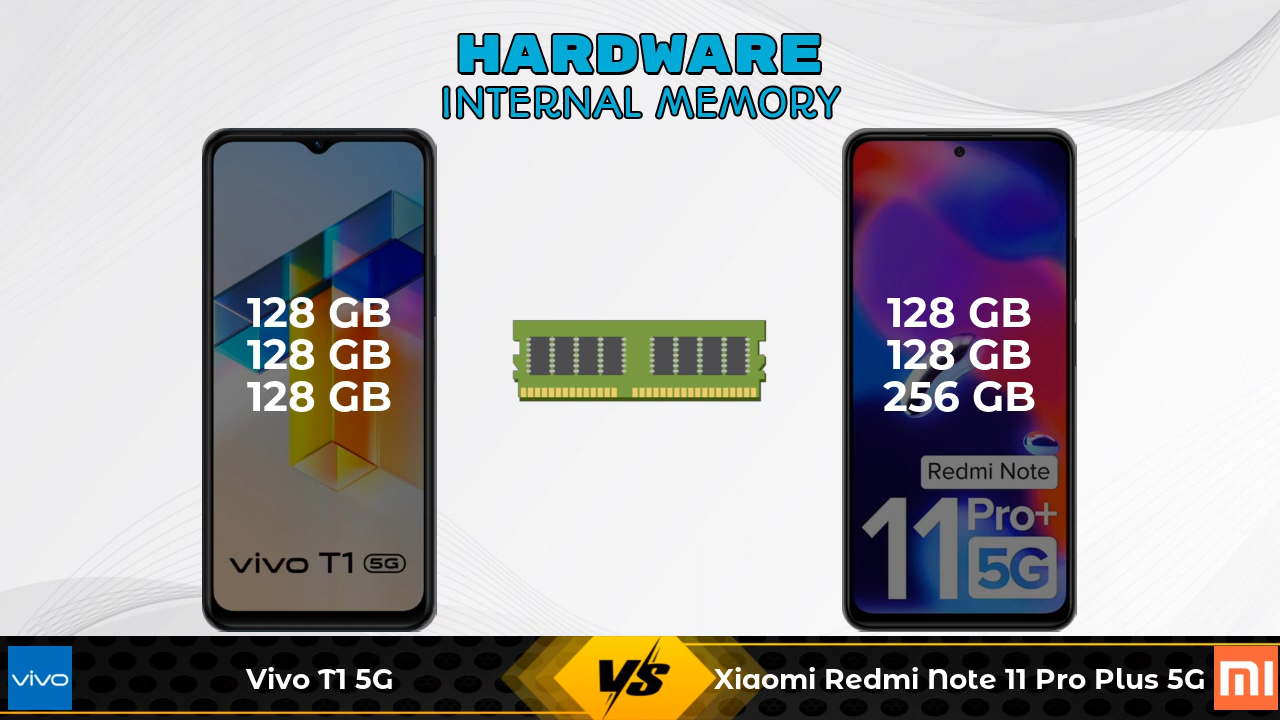 HARDWARE
INTERNAL MEMORY
128 GB
128 GB
128 GB
vivo T1 5G
128 GB
128 GB
256 GB
Redmi Note
11 Pro+
5G
vivo
Vivo T1 5G
VS
Xiaomi Redmi Note 11 Pro Plus 5G
mi